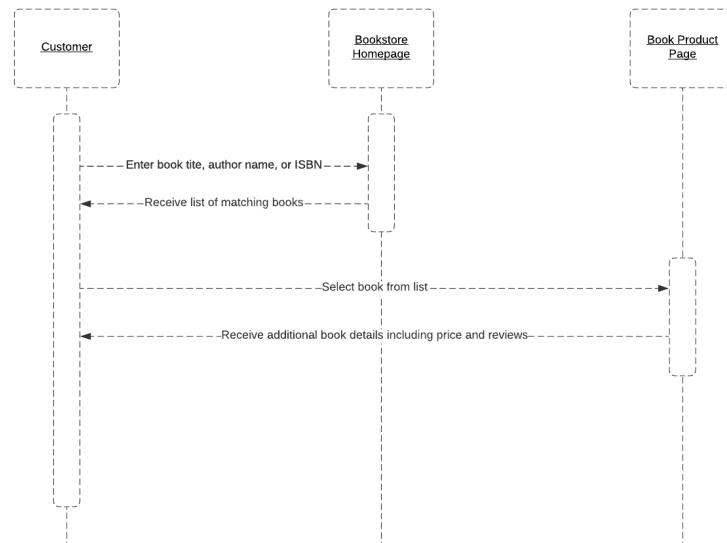 Customer
Bookstore
Homepage
Book Product
Page
Enter book tite, author name, or ISBN
Receive list of matching books
Select book from list
Receive additional book details including price and reviews